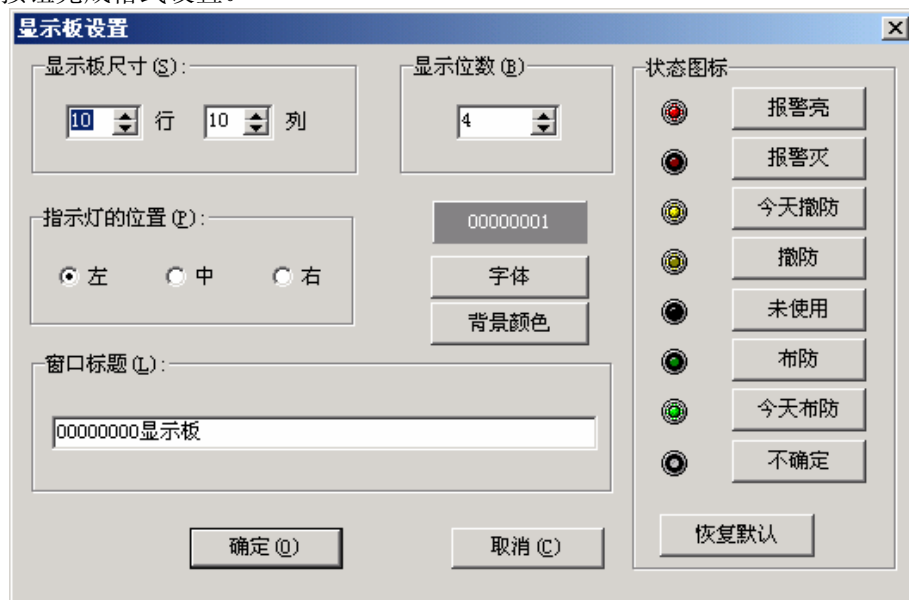 显示板设置
显示板尺寸(S):
10 行 10 列
显示位数(B)
4
状态图标
报警亮
报警灭
今天撤防
撤防
未使用
布防
今天布防
不确定
恢复默认
指示灯的位置(P):
左 中 右
00000001
字体
背景颜色
窗口标题(L):
00000000显示板
确定(O)
取消(C)